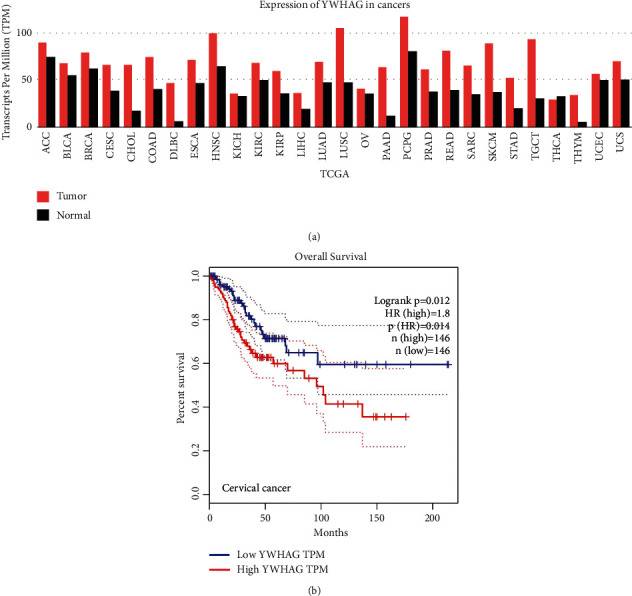 Expression of YWHAG in cancers
Transcripts Per Million (TPM)
100
50
0
ACC
BLCA
BRCA
CESC
CHOL
COAD
DLBC
ESCA
HNSC
KICH
KIRC
KIRP
LIHC
LUAD
LUSC
OV
PAAD
PCPG
PRAD
READ
SARC
SKCM
STAD
TGCT
THCA
THYM
UCEC
UCS
TCGA
Tumor
Normal
(a)
Overall Survival
Percent survival
1.0
0.8
0.6
0.4
0.2
0.0
Logrank p=0.012
HR (high)=1.8
p (HR)=0.014
n (high)=146
n (low)=146
Cervical cancer
0 50 100 150 200
Months
Low YWHAG TPM
High YWHAG TPM
(b)